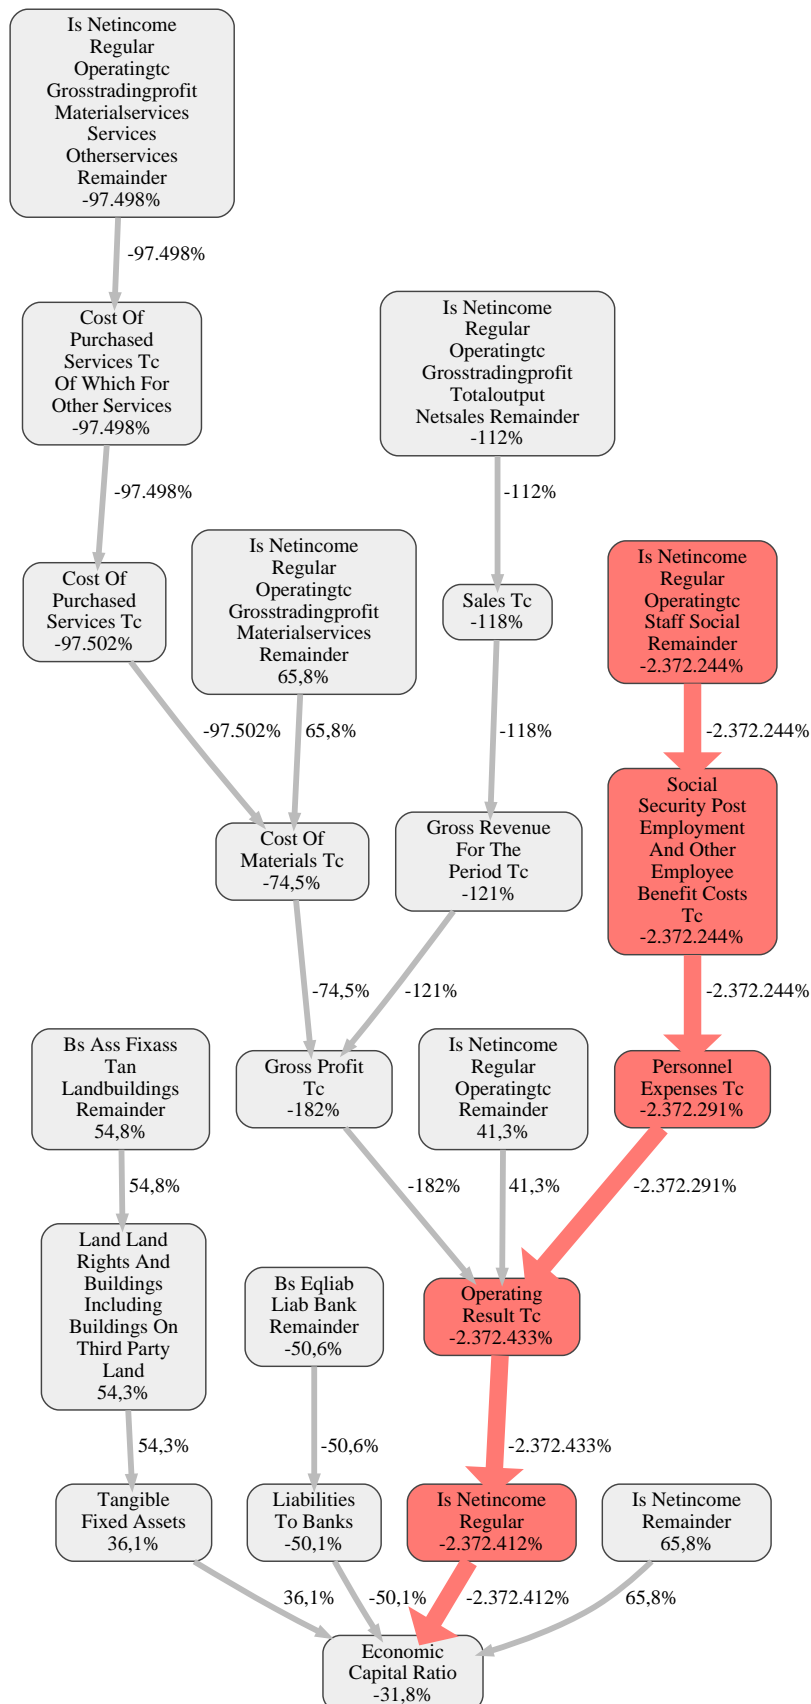 Is Netincome
Regular
Operatingtc
Grosstradingprofit
Materialservices
Services
Otherservices
Remainder
-97.498%
-97.498%
Cost Of
Purchased
Services Tc
Of Which For
Other Services
-97.498%
Is Netincome
Regular
Operatingtc
Grosstradingprofit
Totaloutput
Netsales Remainder
-112%
-97.498%
-112%
Cost Of
Purchased
Services Tc
-97.502%
Is Netincome
Regular
Operatingtc
Grosstradingprofit
Materialservices
Remainder
65,8%
Sales Tc
-118%
Is Netincome
Regular
Operatingtc
Staff Social
Remainder
-2.372.244%
-97.502%
65,8%
-118%
-2.372.244%
Cost Of
Materials Tc
-74,5%
Gross Revenue
For The
Period Tc
-121%
Social
Security Post
Employment
And Other
Employee
Benefit Costs
Tc
-2.372.244%
-74,5%
-121%
-2.372.244%
Bs Ass Fixass
Tan
Landbuildings
Remainder
54,8%
Gross Profit
Tc
-182%
Is Netincome
Regular
Operatingtc
Remainder
41,3%
Personnel
Expenses Tc
-2.372.291%
54,8%
-182%
41,3%
-2.372.291%
Land Land
Rights And
Buildings
Including
Buildings On
Third Party
Land
54,3%
Bs Eqliab
Liab Bank
Remainder
-50,6%
Operating
Result Tc
-2.372.433%
54,3%
-50,6%
-2.372.433%
Tangible
Fixed Assets
36,1%
Liabilities
To Banks
-50,1%
Is Netincome
Regular
-2.372.412%
Is Netincome
Remainder
65,8%
36,1%
-50,1%
-2.372.412%
65,8%
Economic
Capital Ratio
-31,8%